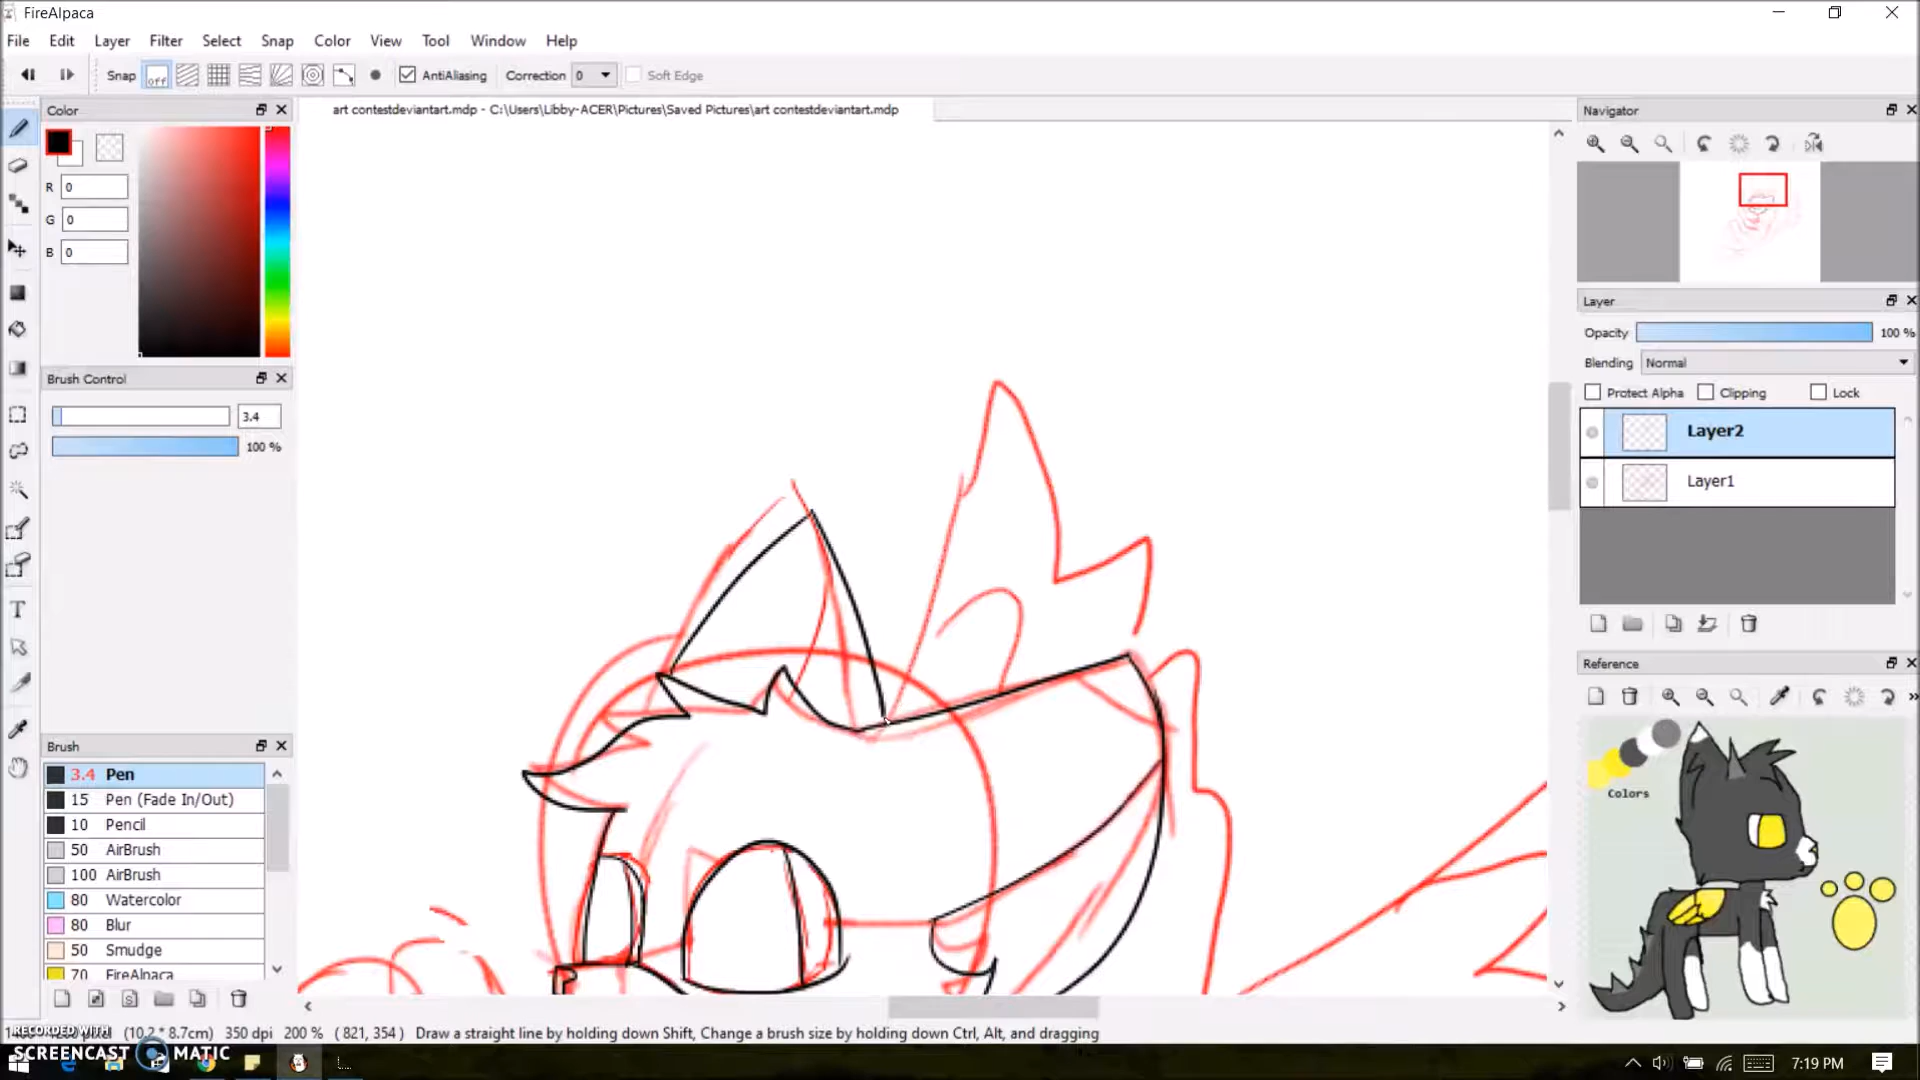 FireAlpaca
File Edit Layer Filter Select Snap Color View Tool Window Help
Snap off AntiAliasing Correction 0 Soft Edge
Color
art contestdeviantart.mdp - C:\Users\Libby-ACER\Pictures\Saved Pictures\art contestdeviantart.mdp
Navigator
R 0
G 0
B 0
Layer
Opacity 100 %
Blending Normal
Brush Control
Protect Alpha Clipping Lock
3.4
Layer2
100 %
Layer1
T
Reference
Brush
3.4 Pen
Colors
15 Pen (Fade In/Out)
10 Pencil
50 AirBrush
100 AirBrush
80 Watercolor
80 Blur
50 Smudge
70 FireAlpaca
(10.2 * 8.7cm) 350 dpi 200 % ( 821, 354 ) Draw a straight line by holding down Shift, Change a brush size by holding down Ctrl, Alt, and dragging
RECORDED WITH
SCREENCAST MATIC
7:19 PM